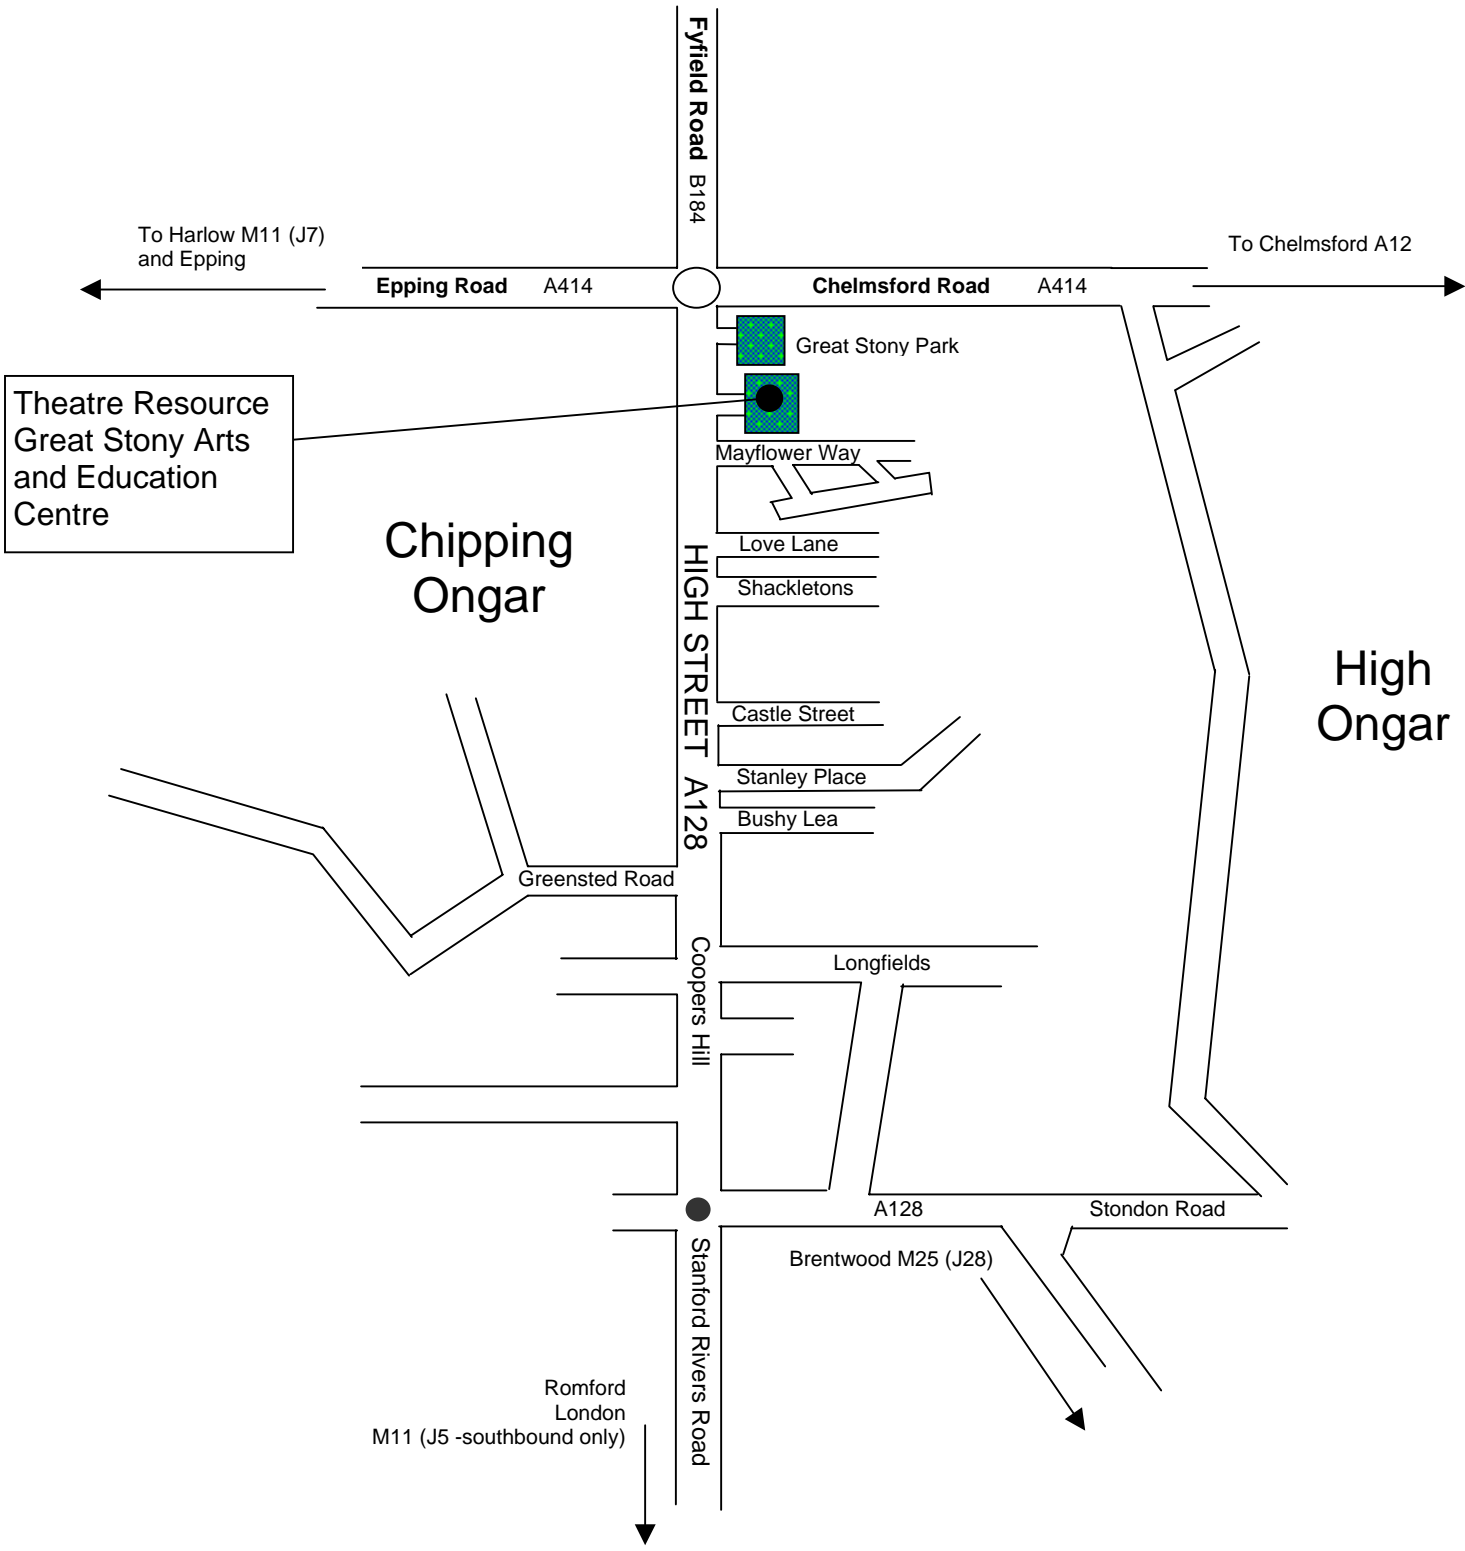 Fyfield Road B184
To Harlow M11 (J7)
and Epping
To Chelmsford A12
Epping Road A414
Chelmsford Road A414
Great Stony Park
Theatre Resource
Great Stony Arts
and Education
Centre
Mayflower Way
Chipping
Ongar
HIGH STREET A128
Love Lane
Shackletons
High
Ongar
Castle Street
Stanley Place
Bushy Lea
Greensted Road
Coopers Hill
Longfields
A128
Stondon Road
Brentwood M25 (J28)
Stanford Rivers Road
Romford
London
M11 (J5 -southbound only)